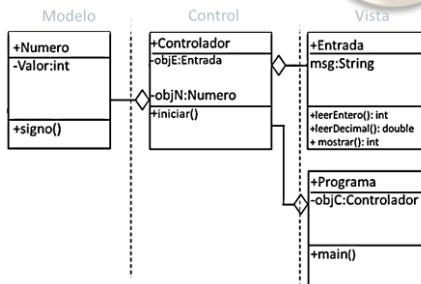 Modelo
Control
Vista
+Numero
-Valor:int
+signo()
+Controlador
-objE:Entrada
-objN:Numero
+iniciar()
+Entrada
msg:String
+leerEntero(): int
+leerDecimal(): double
+ mostrar(): int
+Programa
-objC:Controlador
+main()